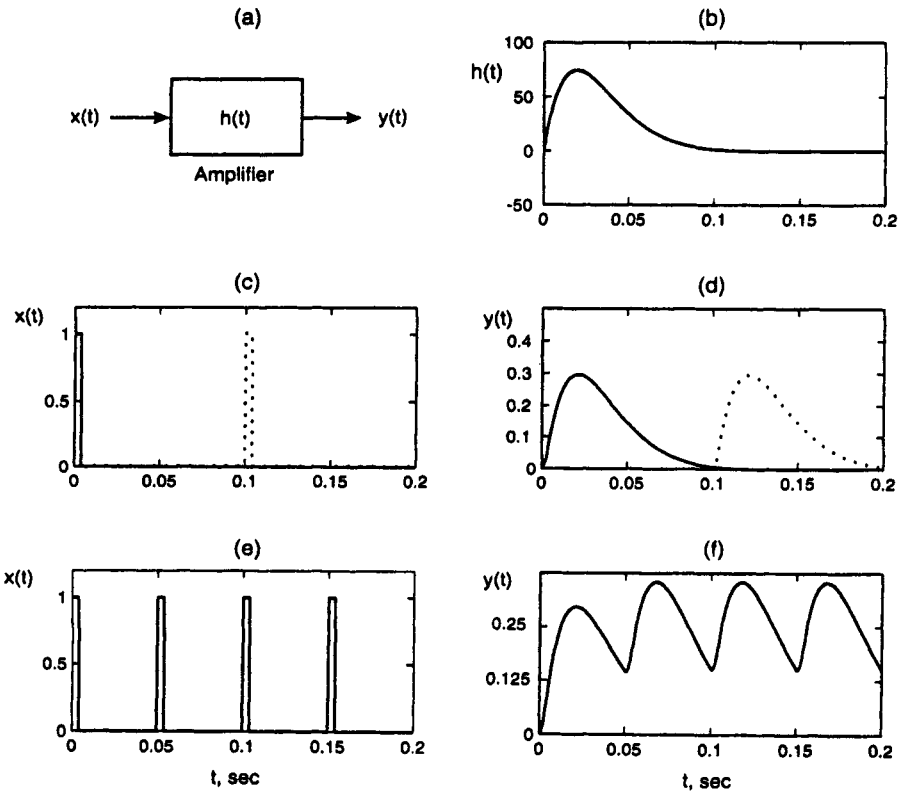 (a)
x(t)
h(t)
y(t)
Amplifier
(b)
h(t)
100
50
0
-50
0 0.05 0.1 0.15 0.2
(c)
x(t)
1
0.5
0
0 0.05 0.1 0.15 0.2
(d)
y(t)
0.4
0.3
0.2
0.1
0
0 0.05 0.1 0.15 0.2
(e)
x(t)
1
0.5
0
0 0.05 0.1 0.15 0.2
t, sec
(f)
y(t)
0.25
0.125
0
0 0.05 0.1 0.15 0.2
t, sec